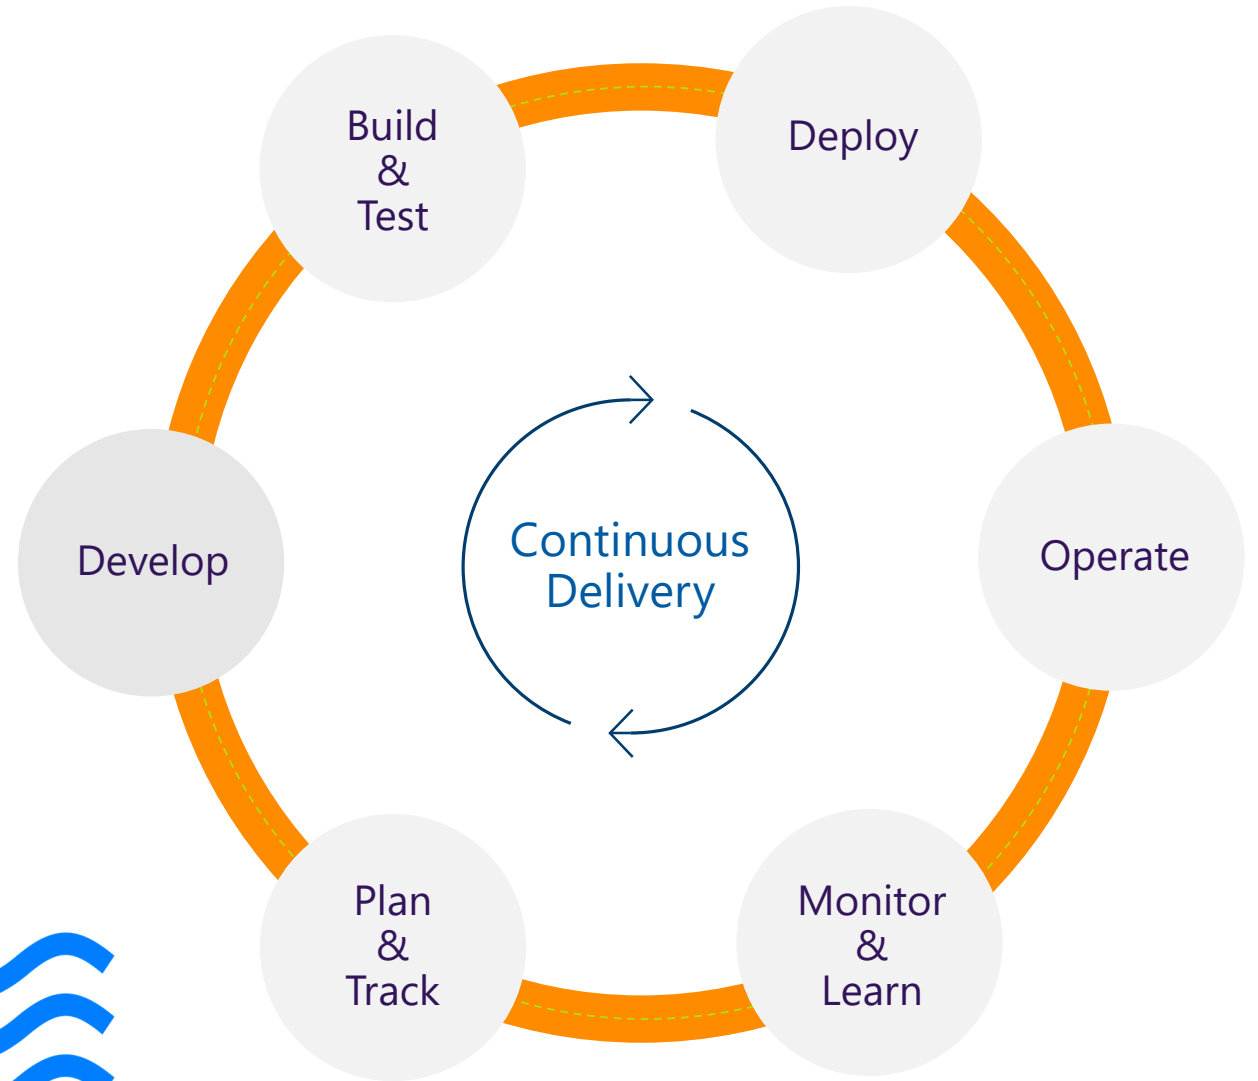 Build
&
Test
Deploy
Develop
Continuous
Delivery
Operate
Plan
&
Track
Monitor
&
Learn